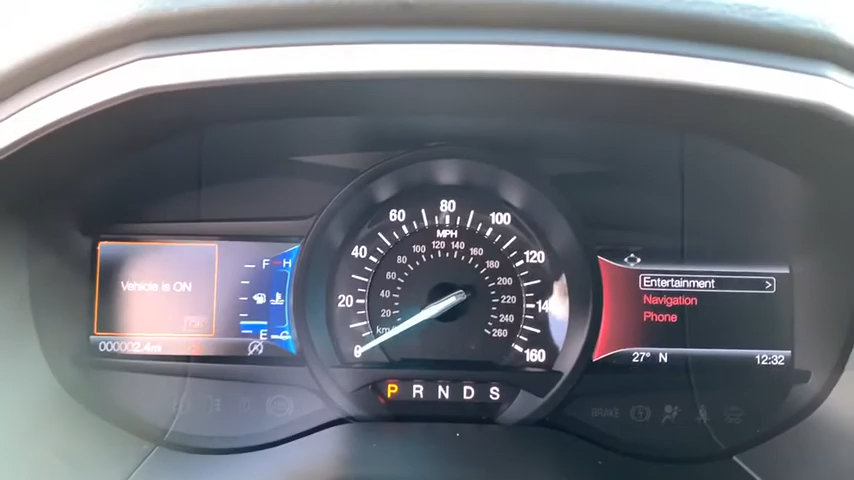 Vehicle is ON
OK
000002.4mi
F H
E C
0 20 40 60 80 100 120 140 160
MPH
km/h 20 40 60 80 100 120 140 160 180 200 220 240 260
P R N D S
Entertainment >
Navigation
Phone
27° N
12:32
BRAKE